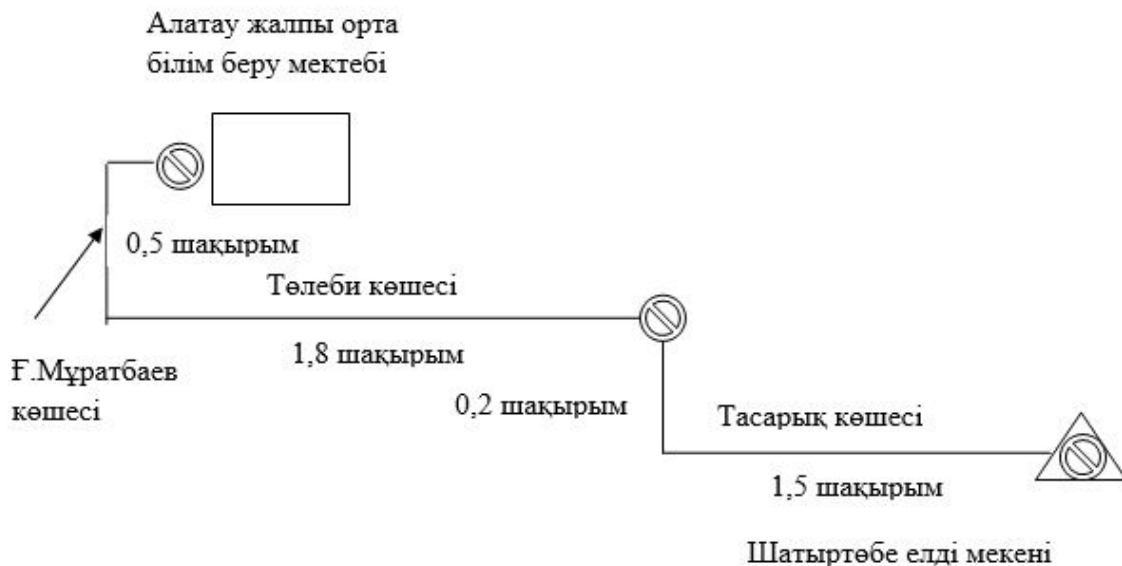 Алатау жалпы орта
білім беру мектебі
0,5 шақырым
Төлеби көшесі
1,8 шақырым
Ғ.Мұратбаев
көшесі
0,2 шақырым
Тасарық көшесі
1,5 шақырым
Шатыртөбе елді мекені